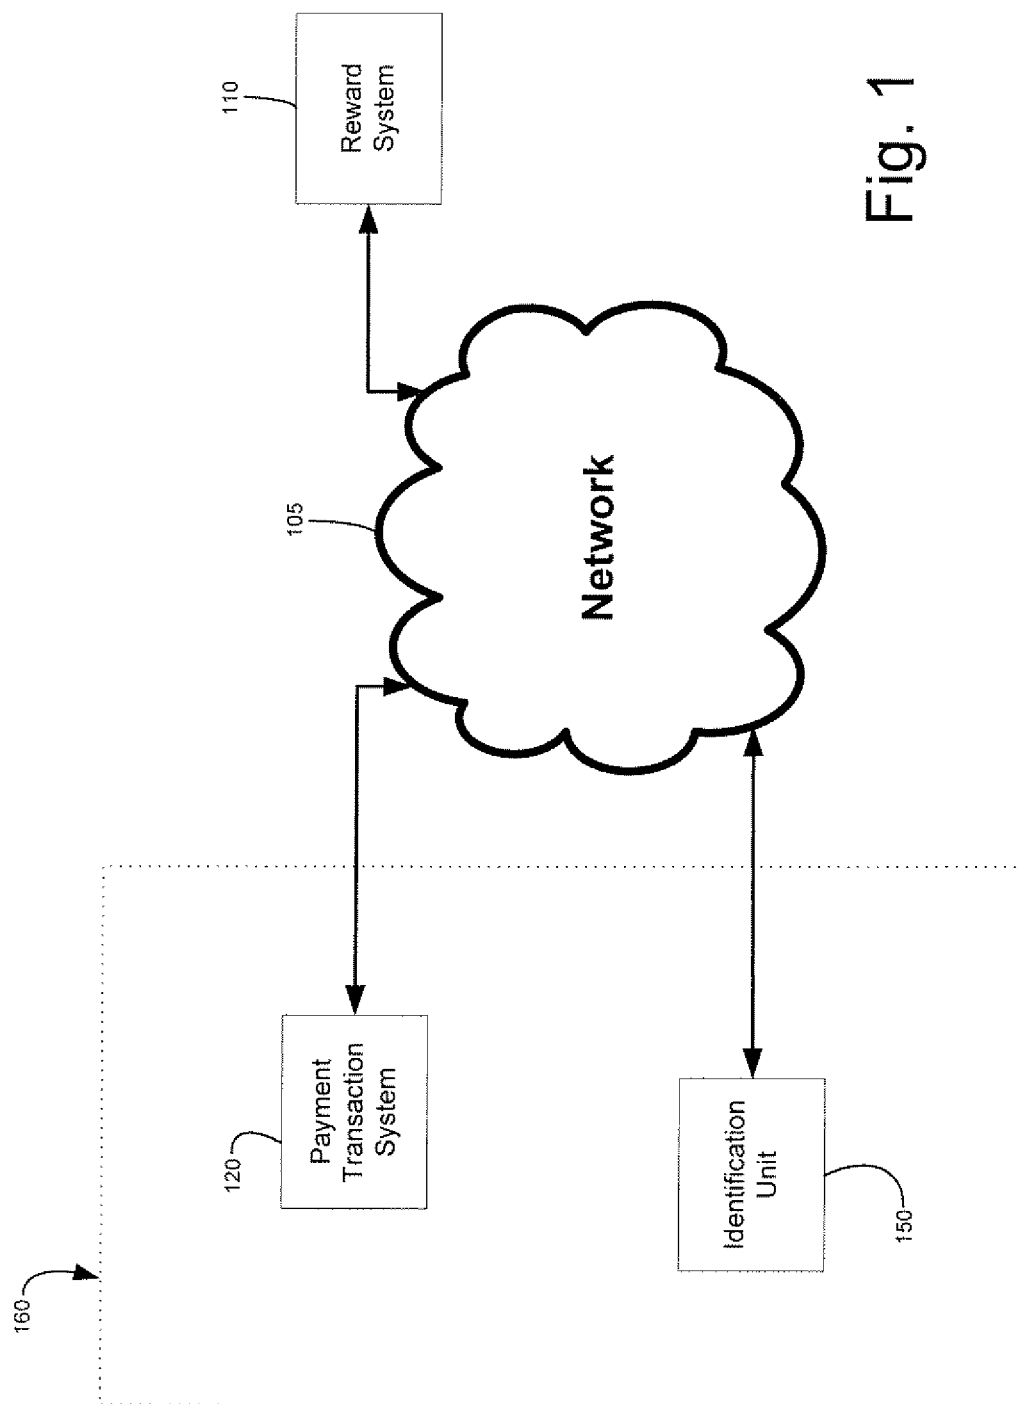 160
120
Payment
Transaction
System
105
110
Reward
System
Network
Identification
Unit
150
Fig. 1